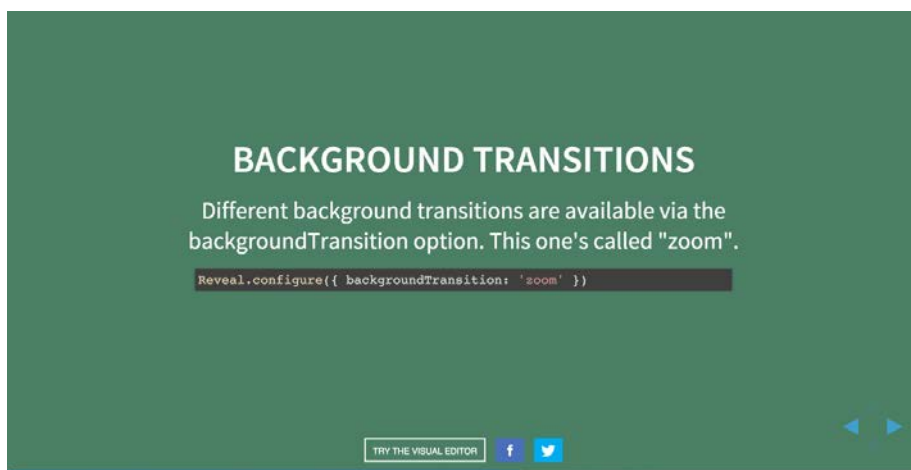 BACKGROUND TRANSITIONS
Different background transitions are available via the
backgroundTransition option. This one's called "zoom".
Reveal.configure({ backgroundTransition: 'zoom' })
TRY THE VISUAL EDITOR